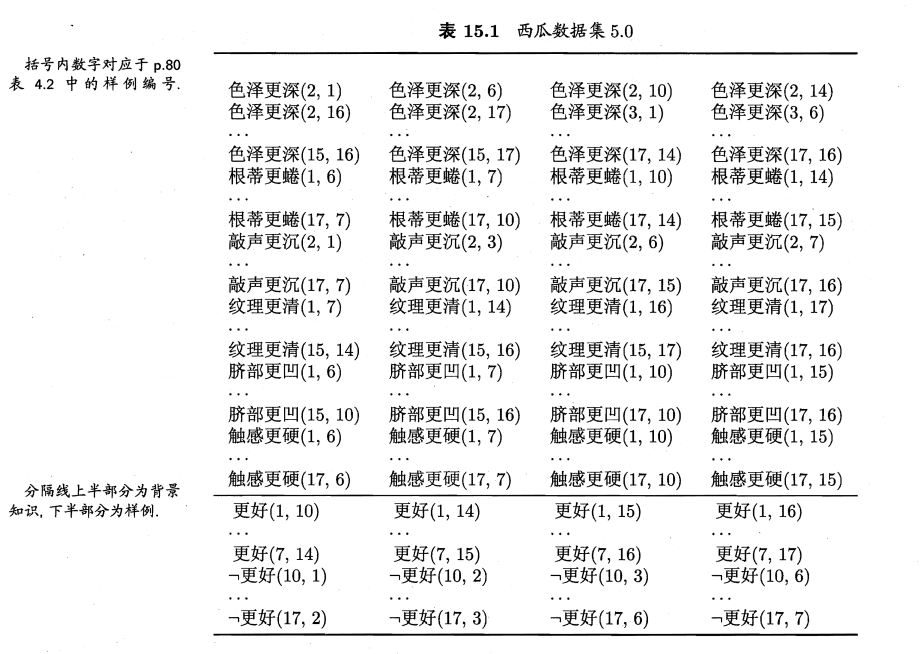 表 15.1 西瓜数据集 5.0
括号内数字对应于 p.80
表 4.2 中的样例编号.
色泽更深(2, 1) 色泽更深(2, 6) 色泽更深(2, 10) 色泽更深(2, 14)
色泽更深(2, 16) 色泽更深(2, 17) 色泽更深(3, 1) 色泽更深(3, 6)
... ... ... ...
色泽更深(15, 16) 色泽更深(15, 17) 色泽更深(17, 14) 色泽更深(17, 16)
根蒂更蜷(1, 6) 根蒂更蜷(1, 7) 根蒂更蜷(1, 10) 根蒂更蜷(1, 14)
... ... ... ...
根蒂更蜷(17, 7) 根蒂更蜷(17, 10) 根蒂更蜷(17, 14) 根蒂更蜷(17, 15)
敲声更沉(2, 1) 敲声更沉(2, 3) 敲声更沉(2, 6) 敲声更沉(2, 7)
... ... ... ...
敲声更沉(17, 7) 敲声更沉(17, 10) 敲声更沉(17, 15) 敲声更沉(17, 16)
纹理更清(1, 7) 纹理更清(1, 14) 纹理更清(1, 16) 纹理更清(1, 17)
... ... ... ...
纹理更清(15, 14) 纹理更清(15, 16) 纹理更清(15, 17) 纹理更清(17, 16)
脐部更凹(1, 6) 脐部更凹(1, 7) 脐部更凹(1, 10) 脐部更凹(1, 15)
... ... ... ...
脐部更凹(15, 10) 脐部更凹(15, 16) 脐部更凹(17, 10) 脐部更凹(17, 16)
触感更硬(1, 6) 触感更硬(1, 7) 触感更硬(1, 10) 触感更硬(1, 15)
... ... ... ...
触感更硬(17, 6) 触感更硬(17, 7) 触感更硬(17, 10) 触感更硬(17, 15)
分隔线上半部分为背景
知识, 下半部分为样例.
更好(1, 10) 更好(1, 14) 更好(1, 15) 更好(1, 16)
... ... ... ...
更好(7, 14) 更好(7, 15) 更好(7, 16) 更好(7, 17)
¬更好(10, 1) ¬更好(10, 2) ¬更好(10, 3) ¬更好(10, 6)
... ... ... ...
¬更好(17, 2) ¬更好(17, 3) ¬更好(17, 6) ¬更好(17, 7)